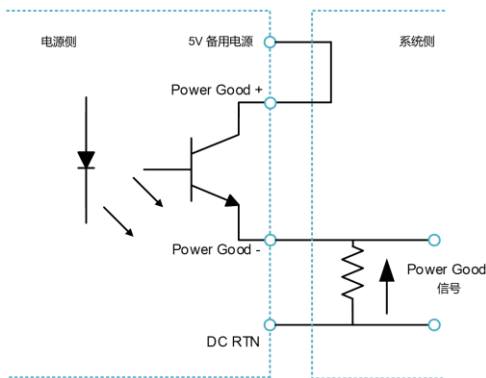 电源侧
5V 备用电源
系统侧
Power Good +
Power Good -
Power Good
信号
DC RTN